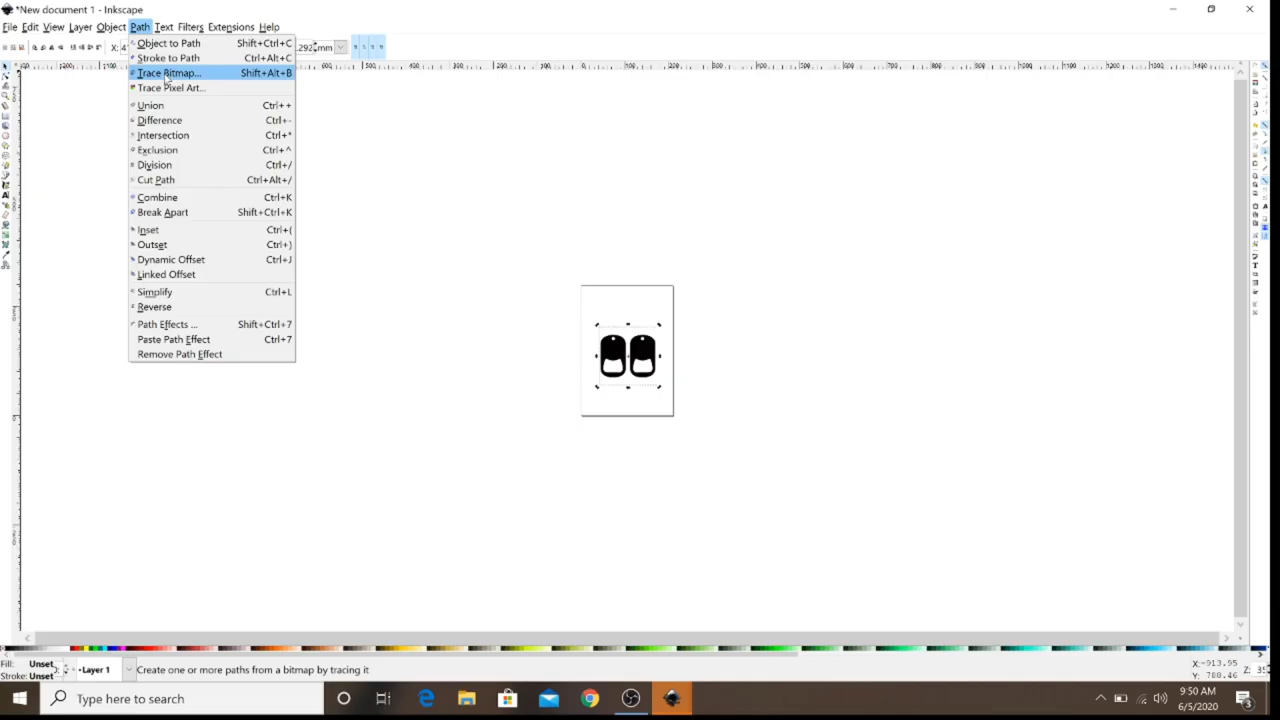 *New document 1 - Inkscape
File Edit View Layer Object Path Text Filters Extensions Help
X: mm
Object to Path Shift+Ctrl+C
Stroke to Path Ctrl+Alt+C
Trace Bitmap... Shift+Alt+B
Trace Pixel Art...
Union Ctrl++
Difference Ctrl+-
Intersection Ctrl+*
Exclusion Ctrl+^
Division Ctrl+/
Cut Path Ctrl+Alt+/
Combine Ctrl+K
Break Apart Shift+Ctrl+K
Inset Ctrl+(
Outset Ctrl+)
Dynamic Offset Ctrl+J
Linked Offset
Simplify Ctrl+L
Reverse
Path Effects ... Shift+Ctrl+7
Paste Path Effect Ctrl+7
Remove Path Effect
Fill: Unset
Stroke: Unset
Layer 1
Create one or more paths from a bitmap by tracing it
X: -913.95
Y: 780.46
Z:
Type here to search
9:50 AM
6/5/2020
3